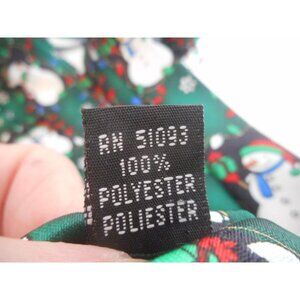 RN 51093
100%
POLYESTER
POLIESTER